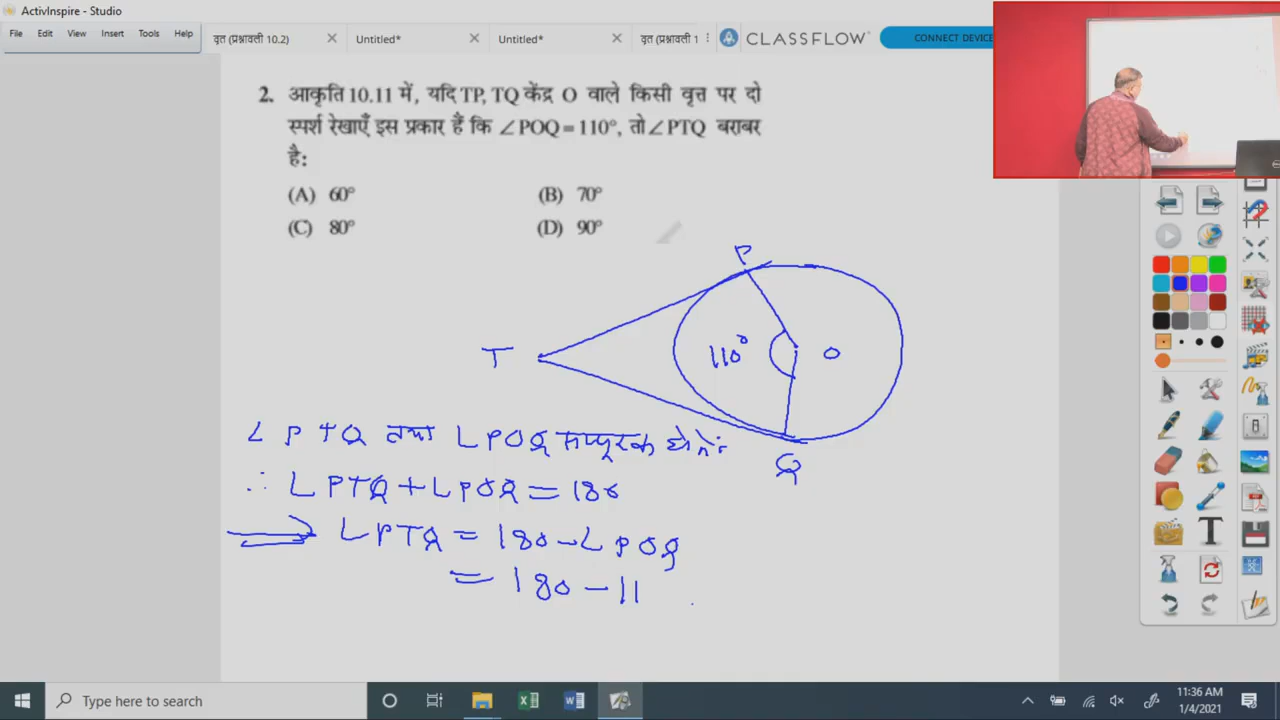 ActivInspire - Studio
File Edit View Insert Tools Help
वृत (प्रश्नावली 10.2) Untitled* Untitled* वृत (प्रश्नावली 1
CLASSFLOW
CONNECT DEVICE
2. आकृति 10.11 में, यदि TP, TQ केंद्र O वाले किसी वृत्त पर दो
स्पर्श रेखाएँ इस प्रकार हैं कि ∠POQ = 110°, तो ∠PTQ बराबर
है:
(A) 60° (B) 70°
(C) 80° (D) 90°
P
T
110°
O
Q
∠PTQ तथा ∠POQ सम्पूरक होंगे
∴ ∠PTQ + ∠POQ = 180
⟹ ∠PTQ = 180 - ∠POQ
= 180 - 11
Type here to search
11:36 AM
1/4/2021